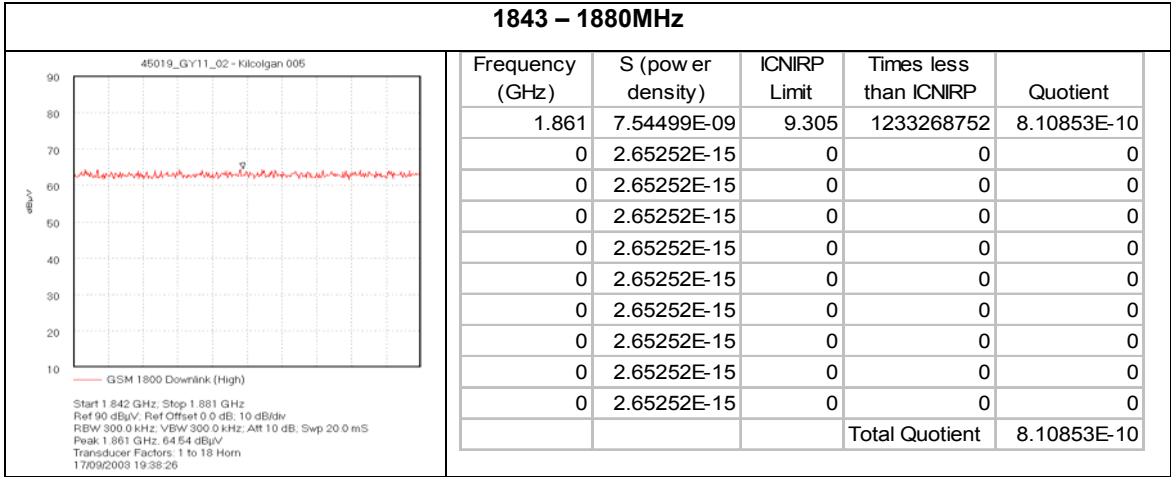 1843 – 1880MHz
45019_GY11_02 - Kilcolgan 005
90
80
70
60
50
40
30
20
10
dBµV
GSM 1800 Downlink (High)
Start 1.842 GHz; Stop 1.881 GHz
Ref 90 dBµV; Ref Offset 0.0 dB; 10 dB/div
RBW 300.0 kHz; VBW 300.0 kHz; Att 10 dB; Swp 20.0 mS
Peak 1.861 GHz, 64.54 dBµV
Transducer Factors: 1 to 18 Horn
17/09/2003 19:38:26
Frequency (GHz) S (pow er density) ICNIRP Limit Times less than ICNIRP Quotient
1.861 7.54499E-09 9.305 1233268752 8.10853E-10
0 2.65252E-15 0 0 0
0 2.65252E-15 0 0 0
0 2.65252E-15 0 0 0
0 2.65252E-15 0 0 0
0 2.65252E-15 0 0 0
0 2.65252E-15 0 0 0
0 2.65252E-15 0 0 0
0 2.65252E-15 0 0 0
0 2.65252E-15 0 0 0
Total Quotient 8.10853E-10